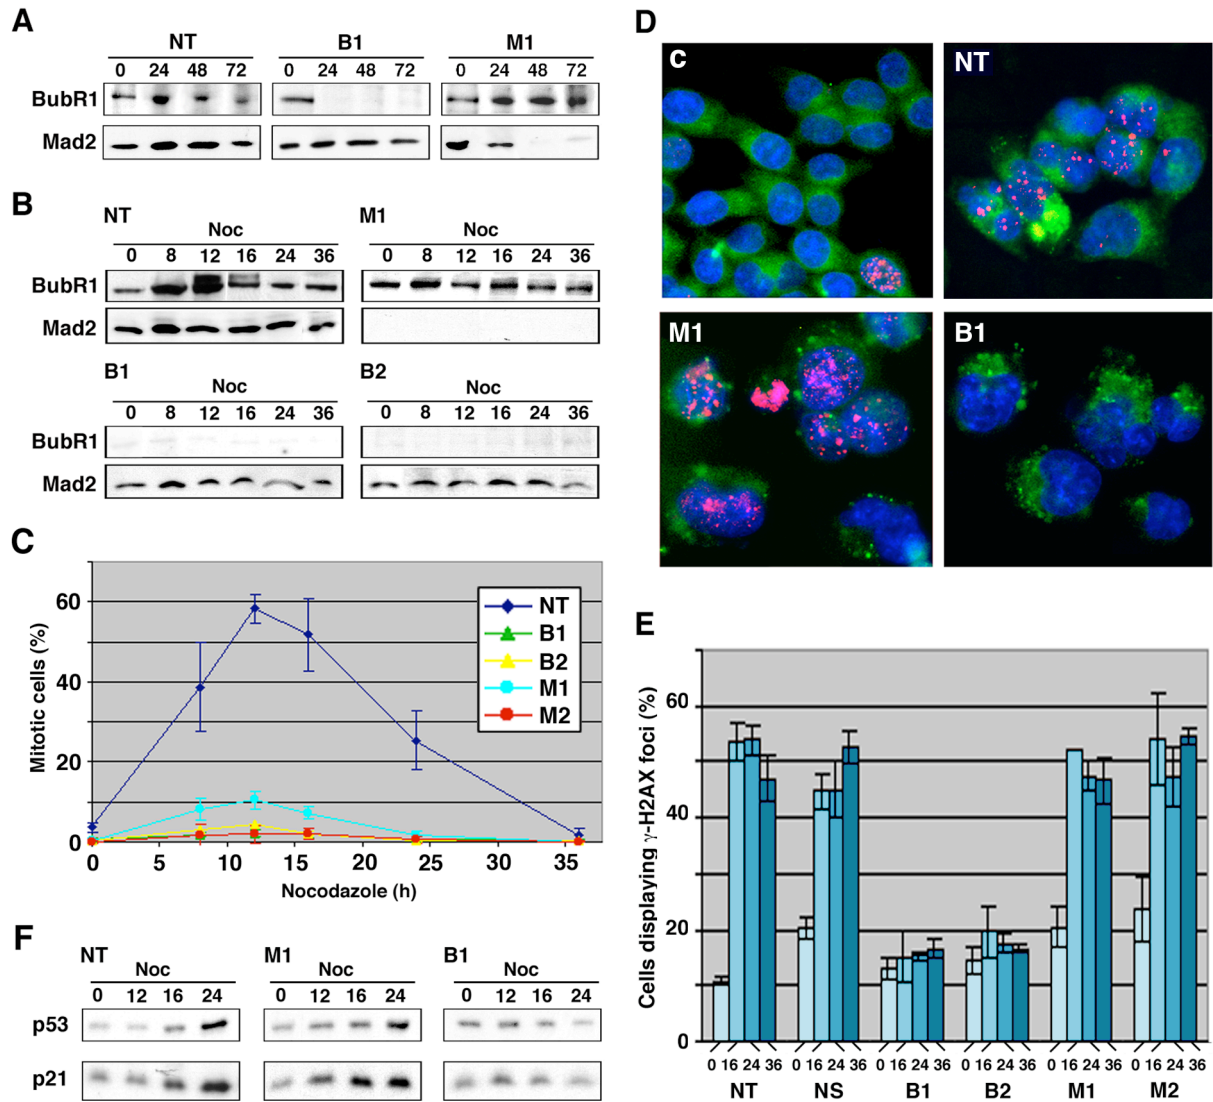 A
NT B1 M1
0 24 48 72 0 24 48 72 0 24 48 72
BubR1
Mad2
B
NT M1
Noc Noc
0 8 12 16 24 36 0 8 12 16 24 36
BubR1
Mad2
B1 B2
Noc Noc
0 8 12 16 24 36 0 8 12 16 24 36
BubR1
Mad2
C
Mitotic cells (%)
60
40
20
0
0 5 10 15 20 25 30 35
Nocodazole (h)
NT
B1
B2
M1
M2
D
C NT
M1 B1
E
Cells displaying γ-H2AX foci (%)
60
40
20
0
0 16 24 36 0 16 24 36 0 16 24 36 0 16 24 36 0 16 24 36 0 16 24 36
NT NS B1 B2 M1 M2
F
NT M1 B1
Noc Noc Noc
0 12 16 24 0 12 16 24 0 12 16 24
p53
p21